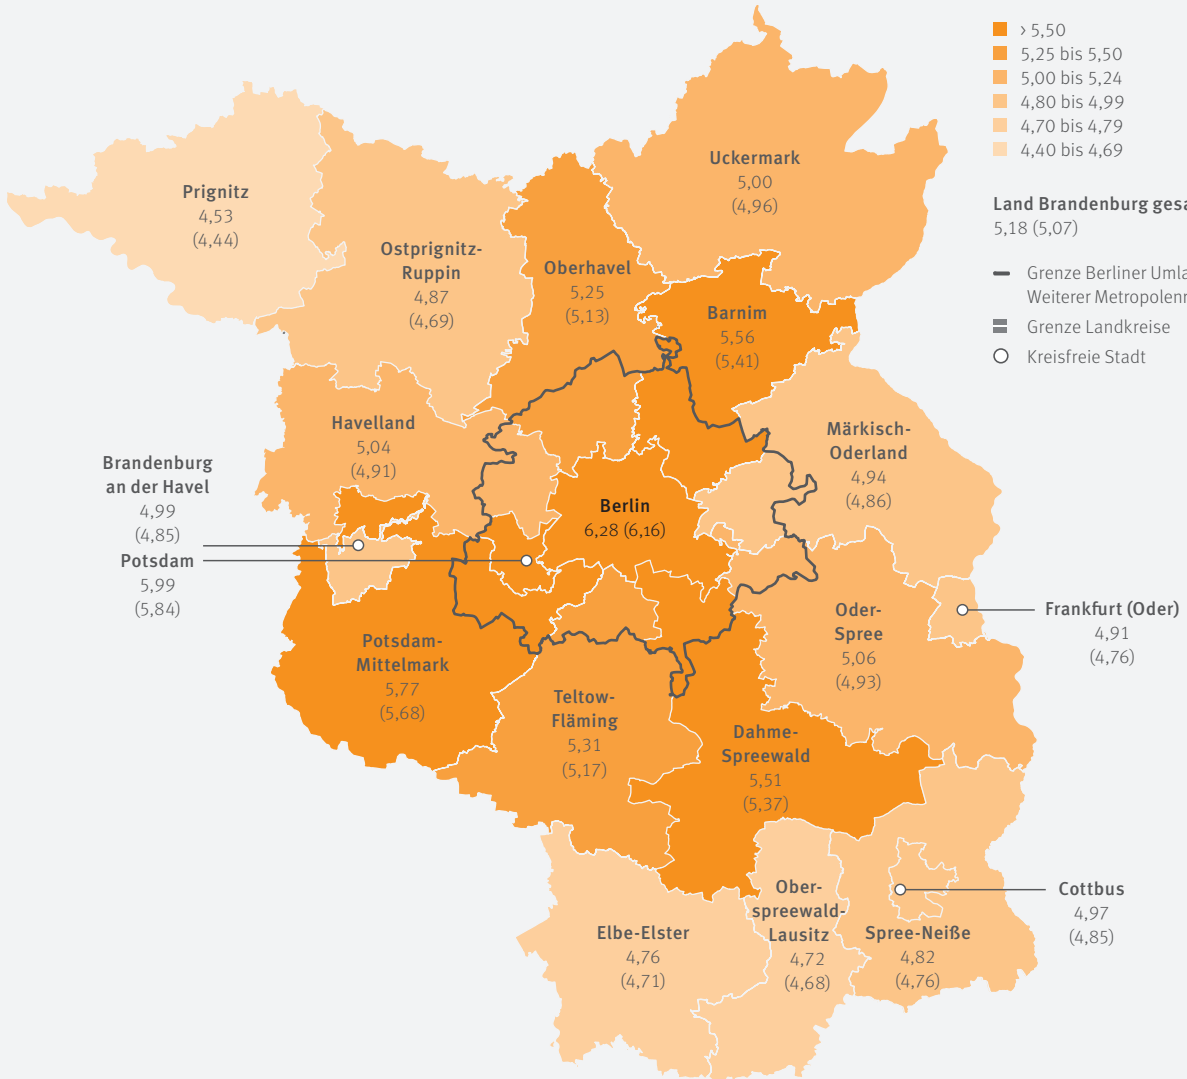 › 5,50
5,25 bis 5,50
5,00 bis 5,24
4,80 bis 4,99
4,70 bis 4,79
4,40 bis 4,69
Land Brandenburg
5,18 (5,07)
Grenze Berliner
Weiterer
Grenze Landkreise
Kreisfreie Stadt
Uckermark
5,00
(4,96)
Prignitz
4,53
(4,44)
Ostprignitz-
Ruppin
4,87
(4,69)
Oberhavel
5,25
(5,13)
Barnim
5,56
(5,41)
Havelland
5,04
(4,91)
Märkisch-
Oderland
4,94
(4,86)
Brandenburg
an der Havel
4,99
(4,85)
Berlin
6,28 (6,16)
Potsdam
5,99
(5,84)
Oder-
Spree
5,06
(4,93)
Frankfurt (Oder)
4,91
(4,76)
Potsdam-
Mittelmark
5,77
(5,68)
Teltow-
Fläming
5,31
(5,17)
Dahme-
Spreewald
5,51
(5,37)
Elbe-Elster
4,76
(4,71)
Ober-
spreewald-
Lausitz
4,72
(4,68)
Spree-Neiße
4,82
(4,76)
Cottbus
4,97
(4,85)